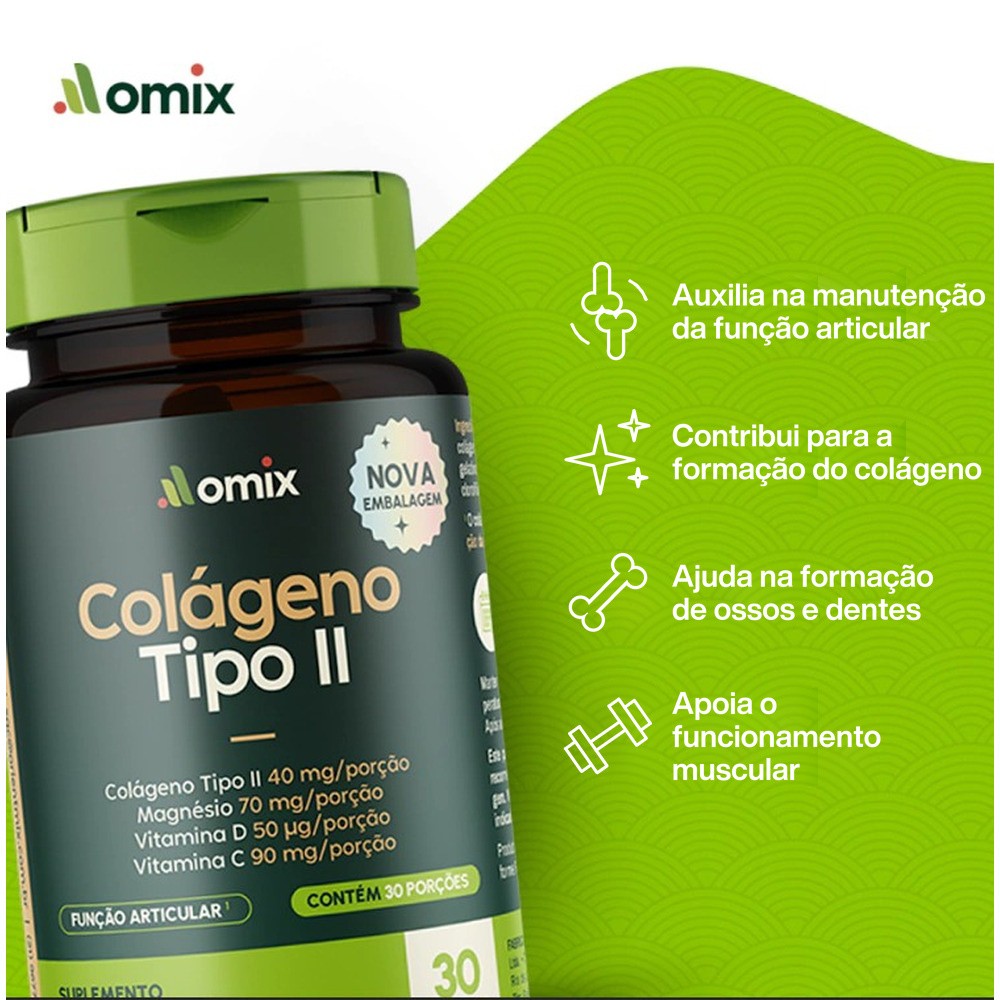 omix
Auxilia na manutenção
da função articular
Contribui para a
formação do colágeno
Ajuda na formação
de ossos e dentes
Apoia o
funcionamento
muscular
omix
NOVA
EMBALAGEM
Colágeno
Tipo II
Colágeno Tipo II 40 mg/porção
Magnésio 70 mg/porção
Vitamina D 50 µg/porção
Vitamina C 90 mg/porção
FUNÇÃO ARTICULAR ¹
CONTÉM 30 PORÇÕES
SUPLEMENTO
30